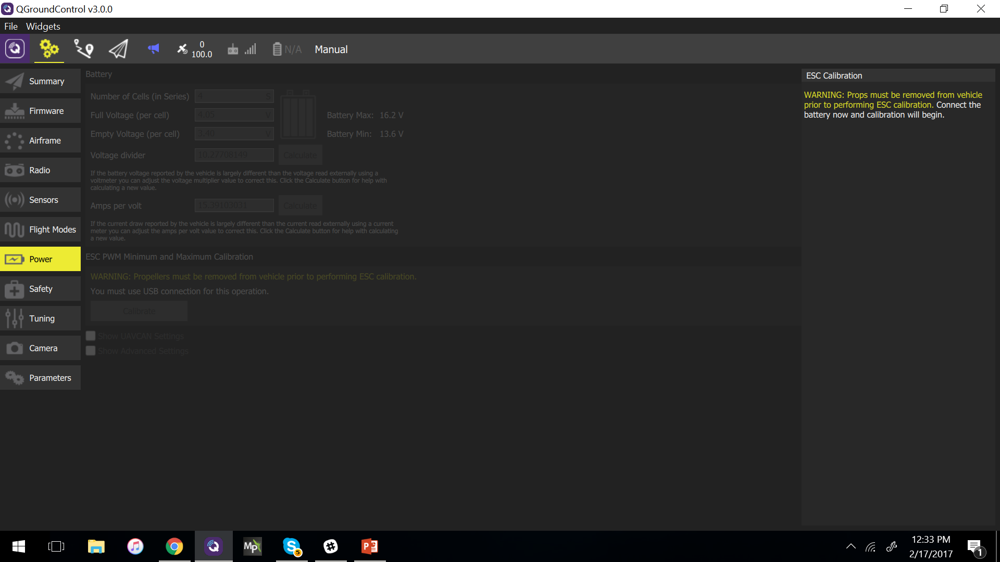 QGroundControl v3.0.0
File Widgets
0
100.0
N/A
Manual
Summary
Firmware
Airframe
Radio
Sensors
Flight Modes
Power
Safety
Tuning
Camera
Parameters
Battery
Number of Cells (in Series) 4 S
Full Voltage (per cell) 4.05 V
Battery Max: 16.2 V
Empty Voltage (per cell) 3.40 V
Battery Min: 13.6 V
Voltage divider 10.27708149 Calculate
If the battery voltage reported by the vehicle is largely different than the voltage read externally using a
voltmeter you can adjust the voltage multiplier value to correct this. Click the Calculate button for help with
calculating a new value.
Amps per volt 15.39103031 Calculate
If the current draw reported by the vehicle is largely different than the current read externally using a current
meter you can adjust the amps per volt value to correct this. Click the Calculate button for help with calculating
a new value.
ESC PWM Minimum and Maximum Calibration
WARNING: Propellers must be removed from vehicle prior to performing ESC calibration.
You must use USB connection for this operation.
Calibrate
Show UAVCAN Settings
Show Advanced Settings
ESC Calibration
WARNING: Props must be removed from vehicle
prior to performing ESC calibration. Connect the
battery now and calibration will begin.
Mp
5
P
12:33 PM
2/17/2017
1